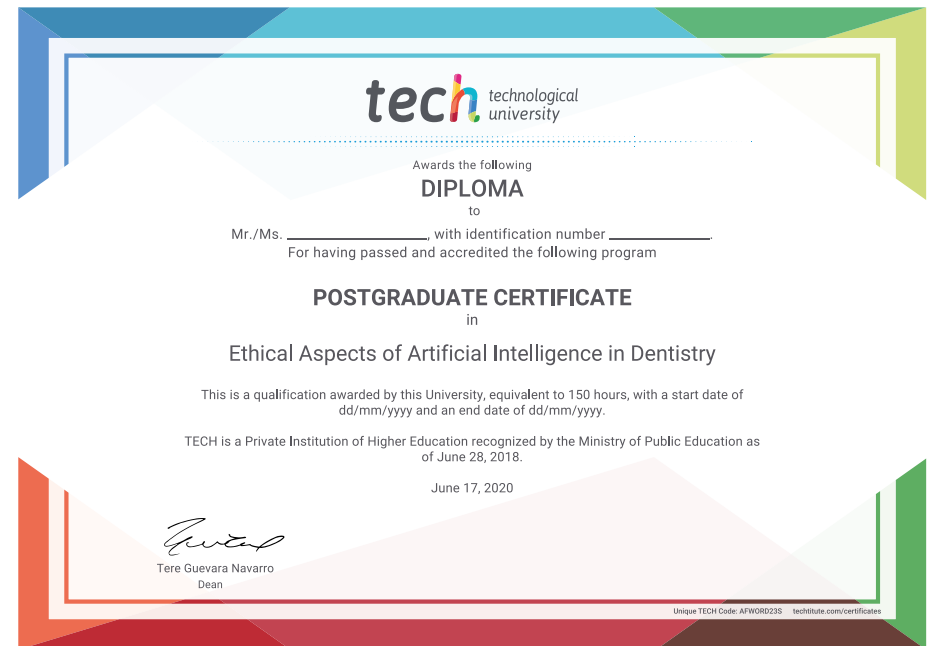 tech technological
university
Awards the following
DIPLOMA
to
Mr./Ms. ____________________, with identification number ______________.
For having passed and accredited the following program
POSTGRADUATE CERTIFICATE
in
Ethical Aspects of Artificial Intelligence in Dentistry
This is a qualification awarded by this University, equivalent to 150 hours, with a start date of
dd/mm/yyyy and an end date of dd/mm/yyyy.
TECH is a Private Institution of Higher Education recognized by the Ministry of Public Education as
of June 28, 2018.
June 17, 2020
Tere Guevara Navarro
Dean
Unique TECH Code: AFWORD23S techtitute.com/certificates